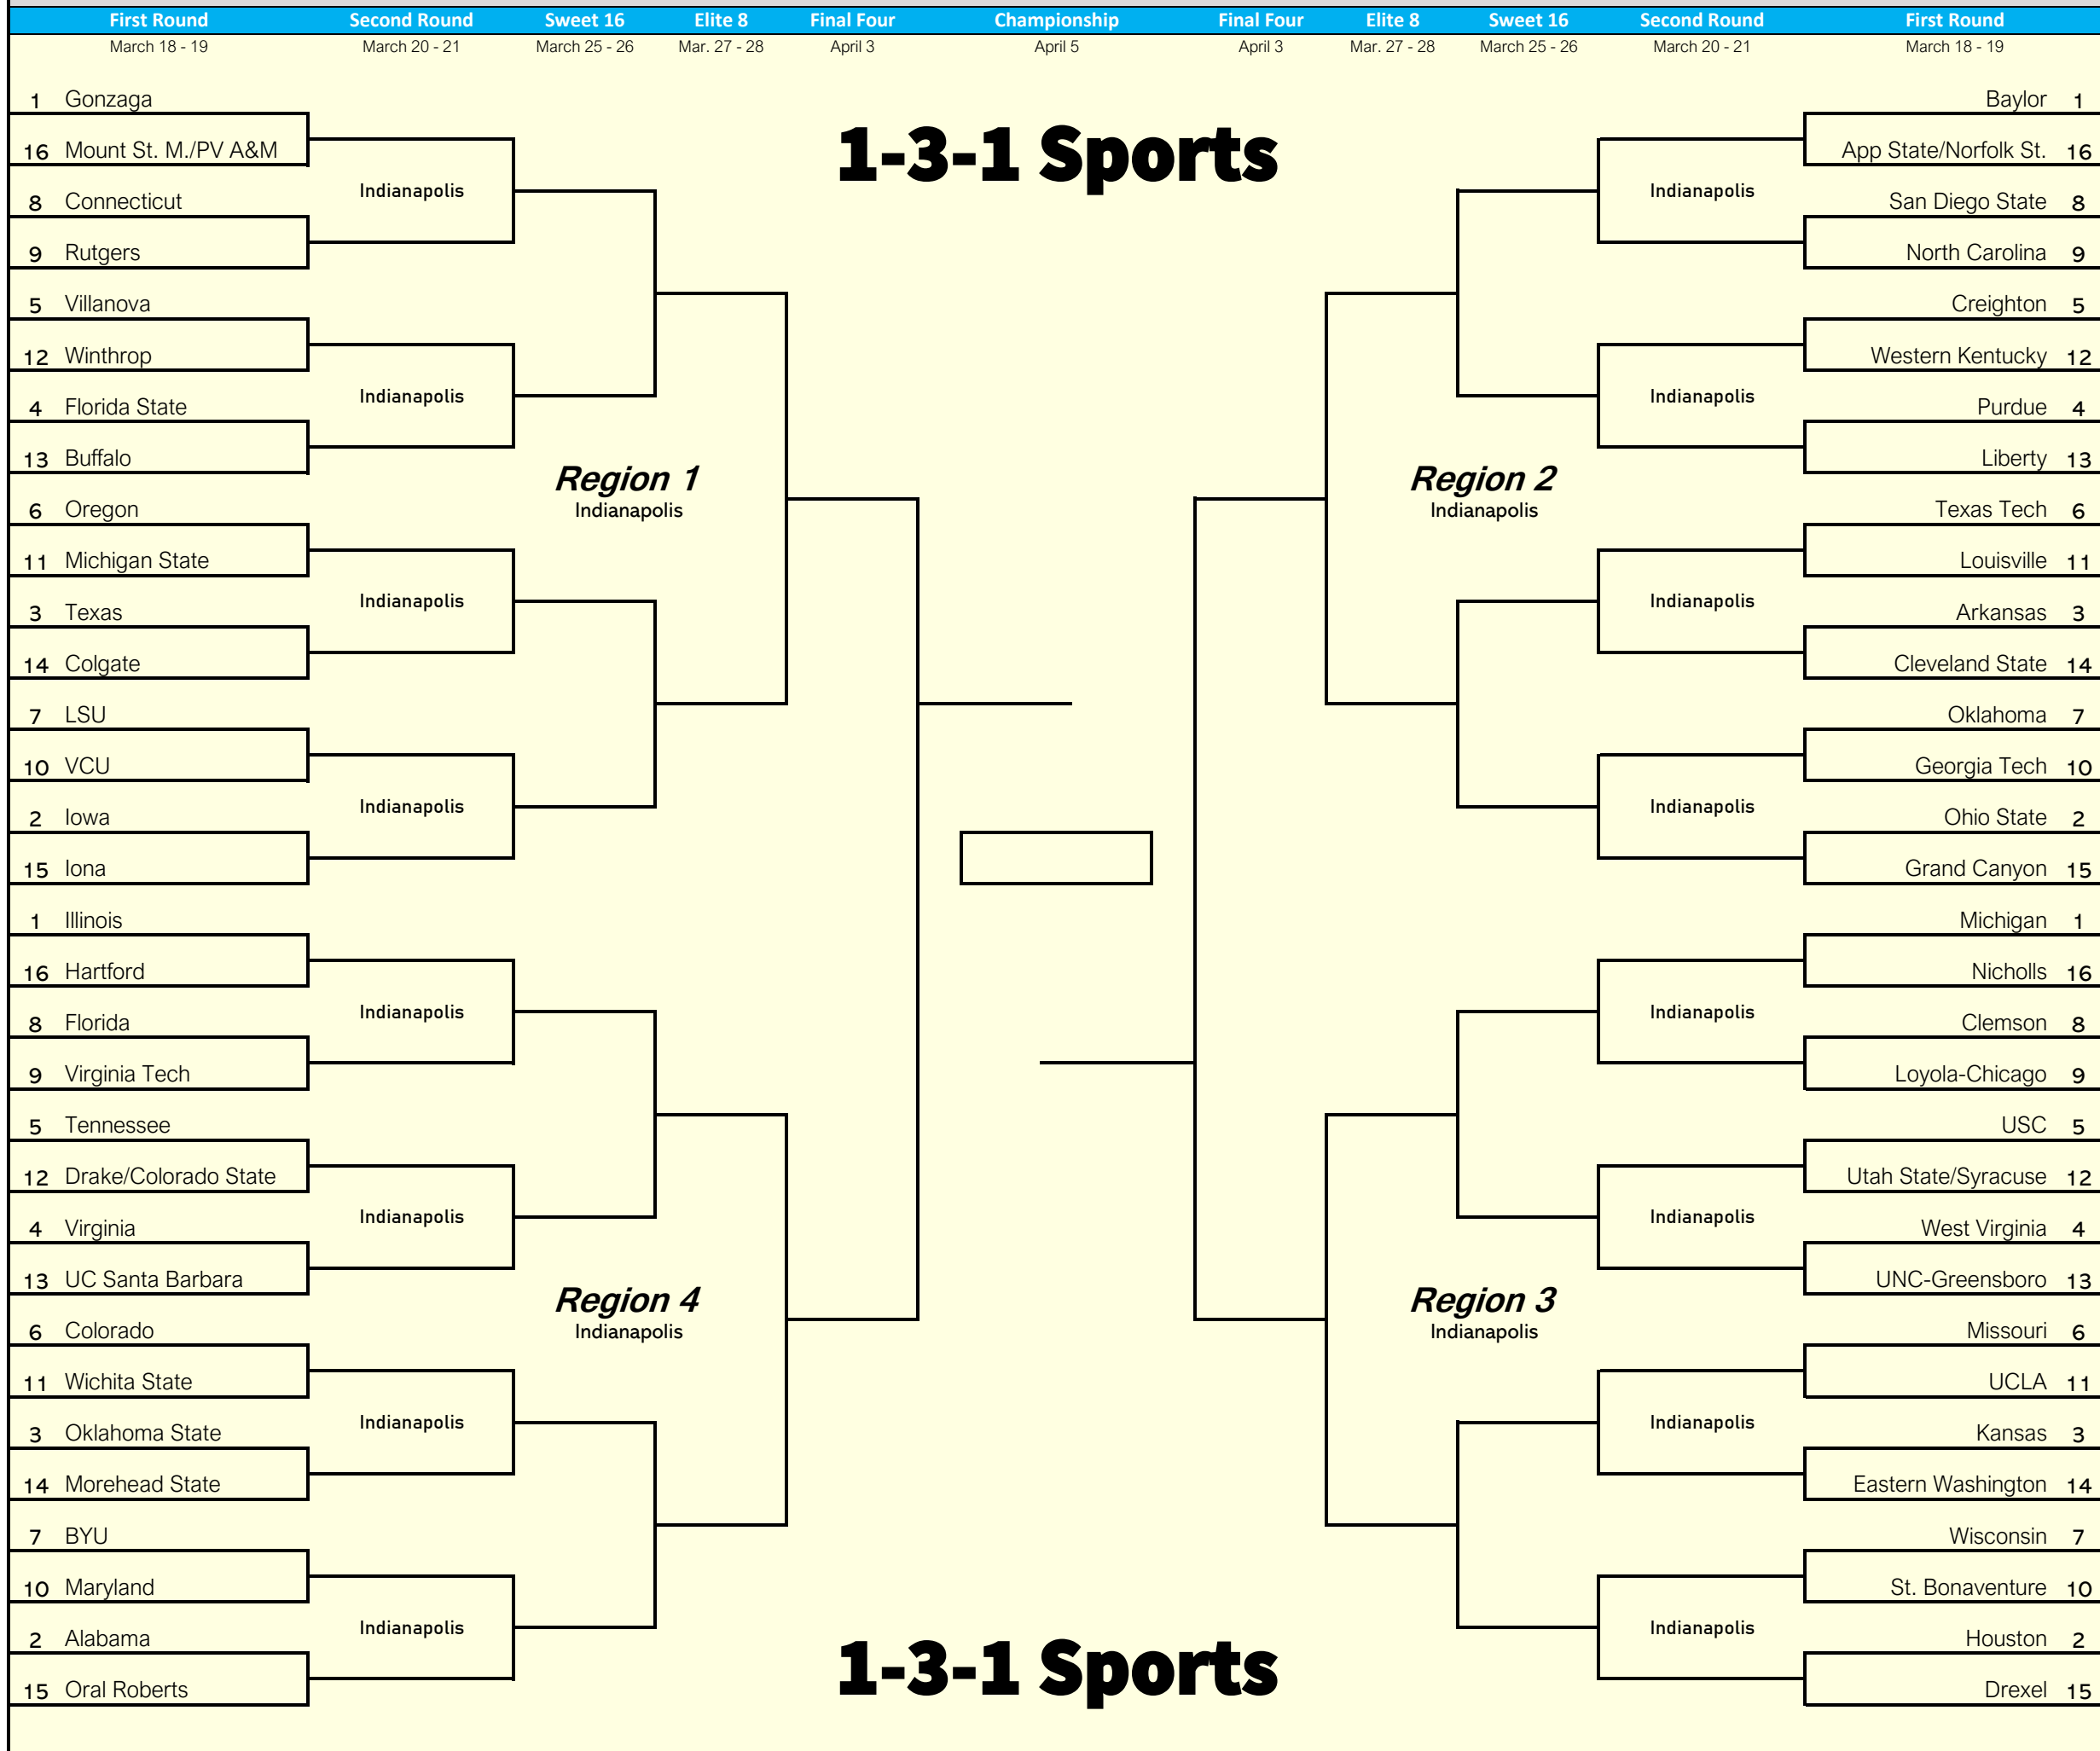 First Round Second Round Sweet 16 Elite 8 Final Four Championship Final Four Elite 8 Sweet 16 Second Round First Round
March 18 - 19 March 20 - 21 March 25 - 26 Mar. 27 - 28 April 3 April 5 April 3 Mar. 27 - 28 March 25 - 26 March 20 - 21 March 18 - 19
1 Gonzaga Baylor 1
1-3-1 Sports
16 Mount St. M./PV A&M App State/Norfolk St. 16
Indianapolis Indianapolis
8 Connecticut San Diego State 8
9 Rutgers North Carolina 9
5 Villanova Creighton 5
12 Winthrop Western Kentucky 12
Indianapolis Indianapolis
4 Florida State Purdue 4
13 Buffalo Liberty 13
Region 1 Region 2
Indianapolis Indianapolis
6 Oregon Texas Tech 6
11 Michigan State Louisville 11
Indianapolis Indianapolis
3 Texas Arkansas 3
14 Colgate Cleveland State 14
7 LSU Oklahoma 7
10 VCU Georgia Tech 10
Indianapolis Indianapolis
2 Iowa Ohio State 2
15 Iona Grand Canyon 15
1 Illinois Michigan 1
16 Hartford Nicholls 16
Indianapolis Indianapolis
8 Florida Clemson 8
9 Virginia Tech Loyola-Chicago 9
5 Tennessee USC 5
12 Drake/Colorado State Utah State/Syracuse 12
Indianapolis Indianapolis
4 Virginia West Virginia 4
13 UC Santa Barbara UNC-Greensboro 13
Region 4 Region 3
Indianapolis Indianapolis
6 Colorado Missouri 6
11 Wichita State UCLA 11
Indianapolis Indianapolis
3 Oklahoma State Kansas 3
14 Morehead State Eastern Washington 14
7 BYU Wisconsin 7
10 Maryland St. Bonaventure 10
Indianapolis Indianapolis
2 Alabama Houston 2
1-3-1 Sports
15 Oral Roberts Drexel 15